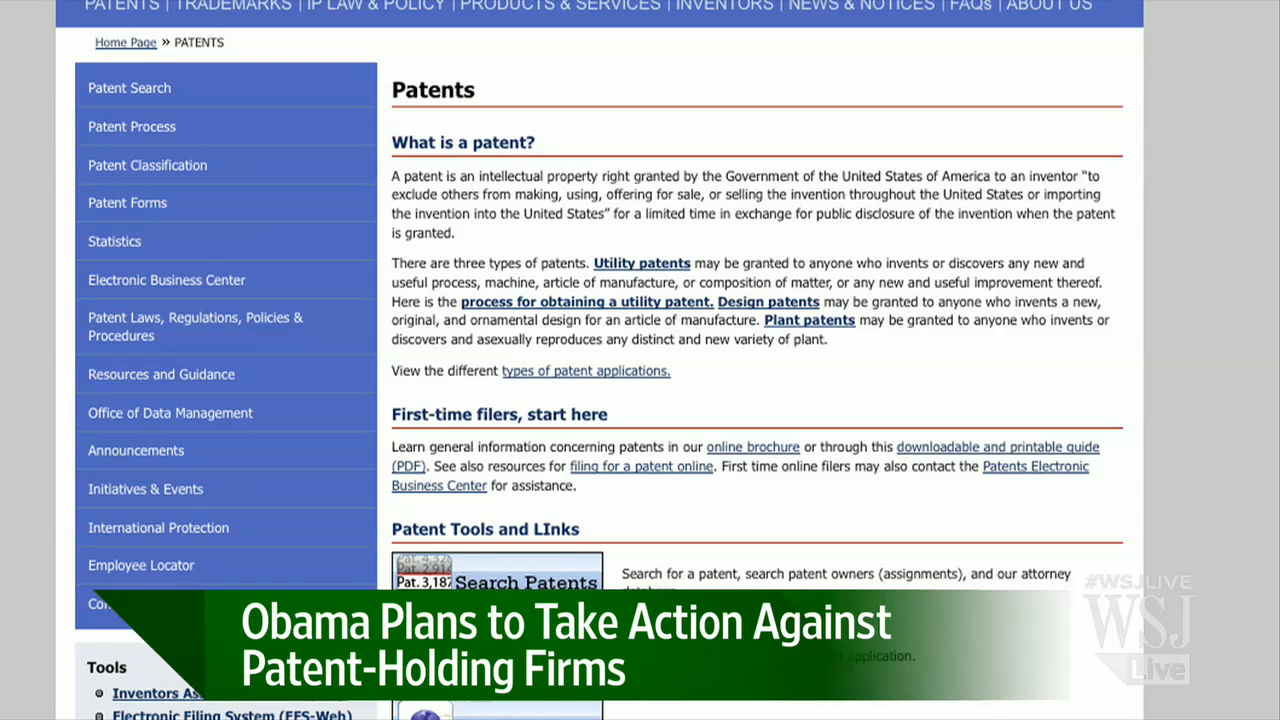 PATENTS | TRADEMARKS | IP LAW & POLICY | PRODUCTS & SERVICES | INVENTORS | NEWS & NOTICES | FAQs | ABOUT US
Home Page » PATENTS
Patent Search
Patent Process
Patent Classification
Patent Forms
Statistics
Electronic Business Center
Patent Laws, Regulations, Policies &
Procedures
Resources and Guidance
Office of Data Management
Announcements
Initiatives & Events
International Protection
Employee Locator
Tools
Inventors
Electronic Filing System (EFS-Web)
Patents
What is a patent?
A patent is an intellectual property right granted by the Government of the United States of America to an inventor “to
exclude others from making, using, offering for sale, or selling the invention throughout the United States or importing
the invention into the United States” for a limited time in exchange for public disclosure of the invention when the patent
is granted.
There are three types of patents. Utility patents may be granted to anyone who invents or discovers any new and
useful process, machine, article of manufacture, or composition of matter, or any new and useful improvement thereof.
Here is the process for obtaining a utility patent. Design patents may be granted to anyone who invents a new,
original, and ornamental design for an article of manufacture. Plant patents may be granted to anyone who invents or
discovers and asexually reproduces any distinct and new variety of plant.
View the different types of patent applications.
First-time filers, start here
Learn general information concerning patents in our online brochure or through this downloadable and printable guide
(PDF). See also resources for filing for a patent online. First time online filers may also contact the Patents Electronic
Business Center for assistance.
Patent Tools and LInks
Pat. 3,187
Search Patents
Search for a patent, search patent owners (assignments), and our attorney
application.
Obama Plans to Take Action Against
Patent-Holding Firms
#WSJLIVE
WSJ
Live